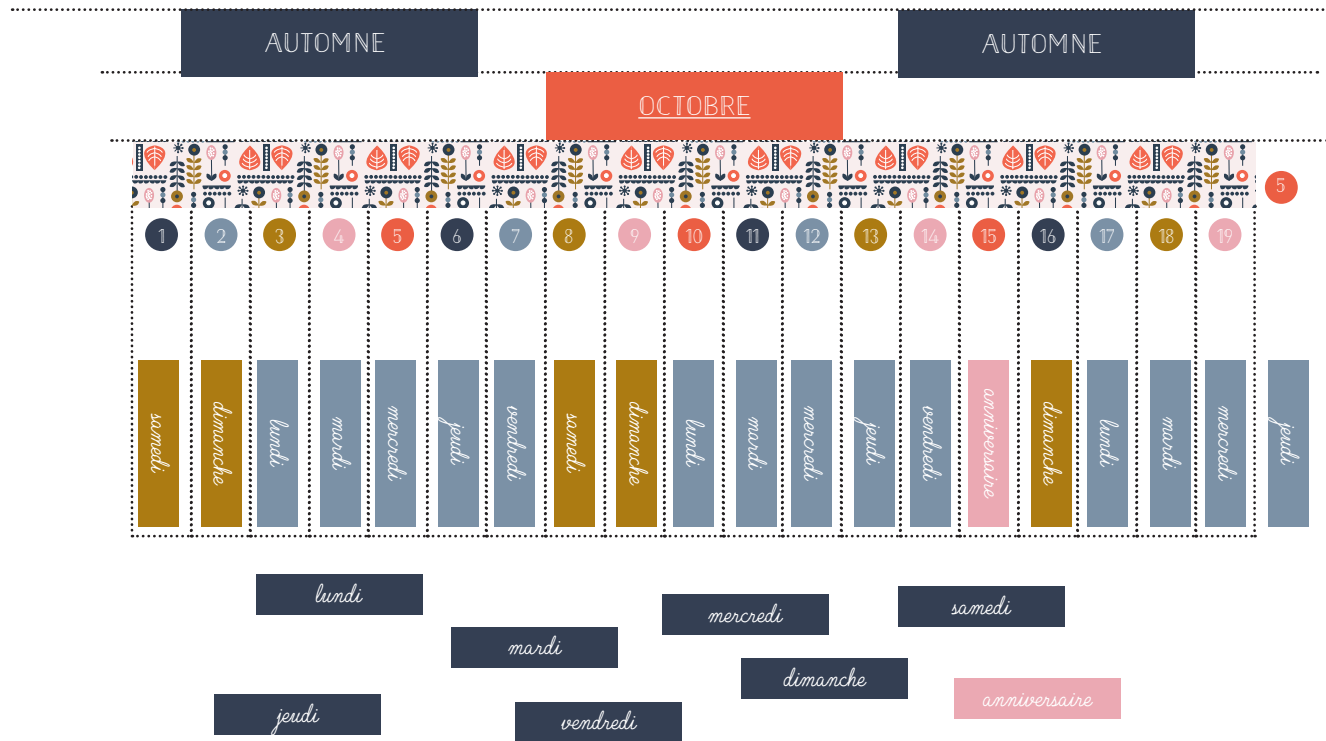 AUTOMNE
AUTOMNE
OCTOBRE
5
1 2 3 4 5 6 7 8 9 10 11 12 13 14 15 16 17 18 19
samedi
dimanche
lundi
mardi
mercredi
jeudi
vendredi
samedi
dimanche
lundi
mardi
mercredi
jeudi
vendredi
anniversaire
dimanche
lundi
mardi
mercredi
jeudi
lundi
mercredi
samedi
mardi
dimanche
anniversaire
jeudi
vendredi